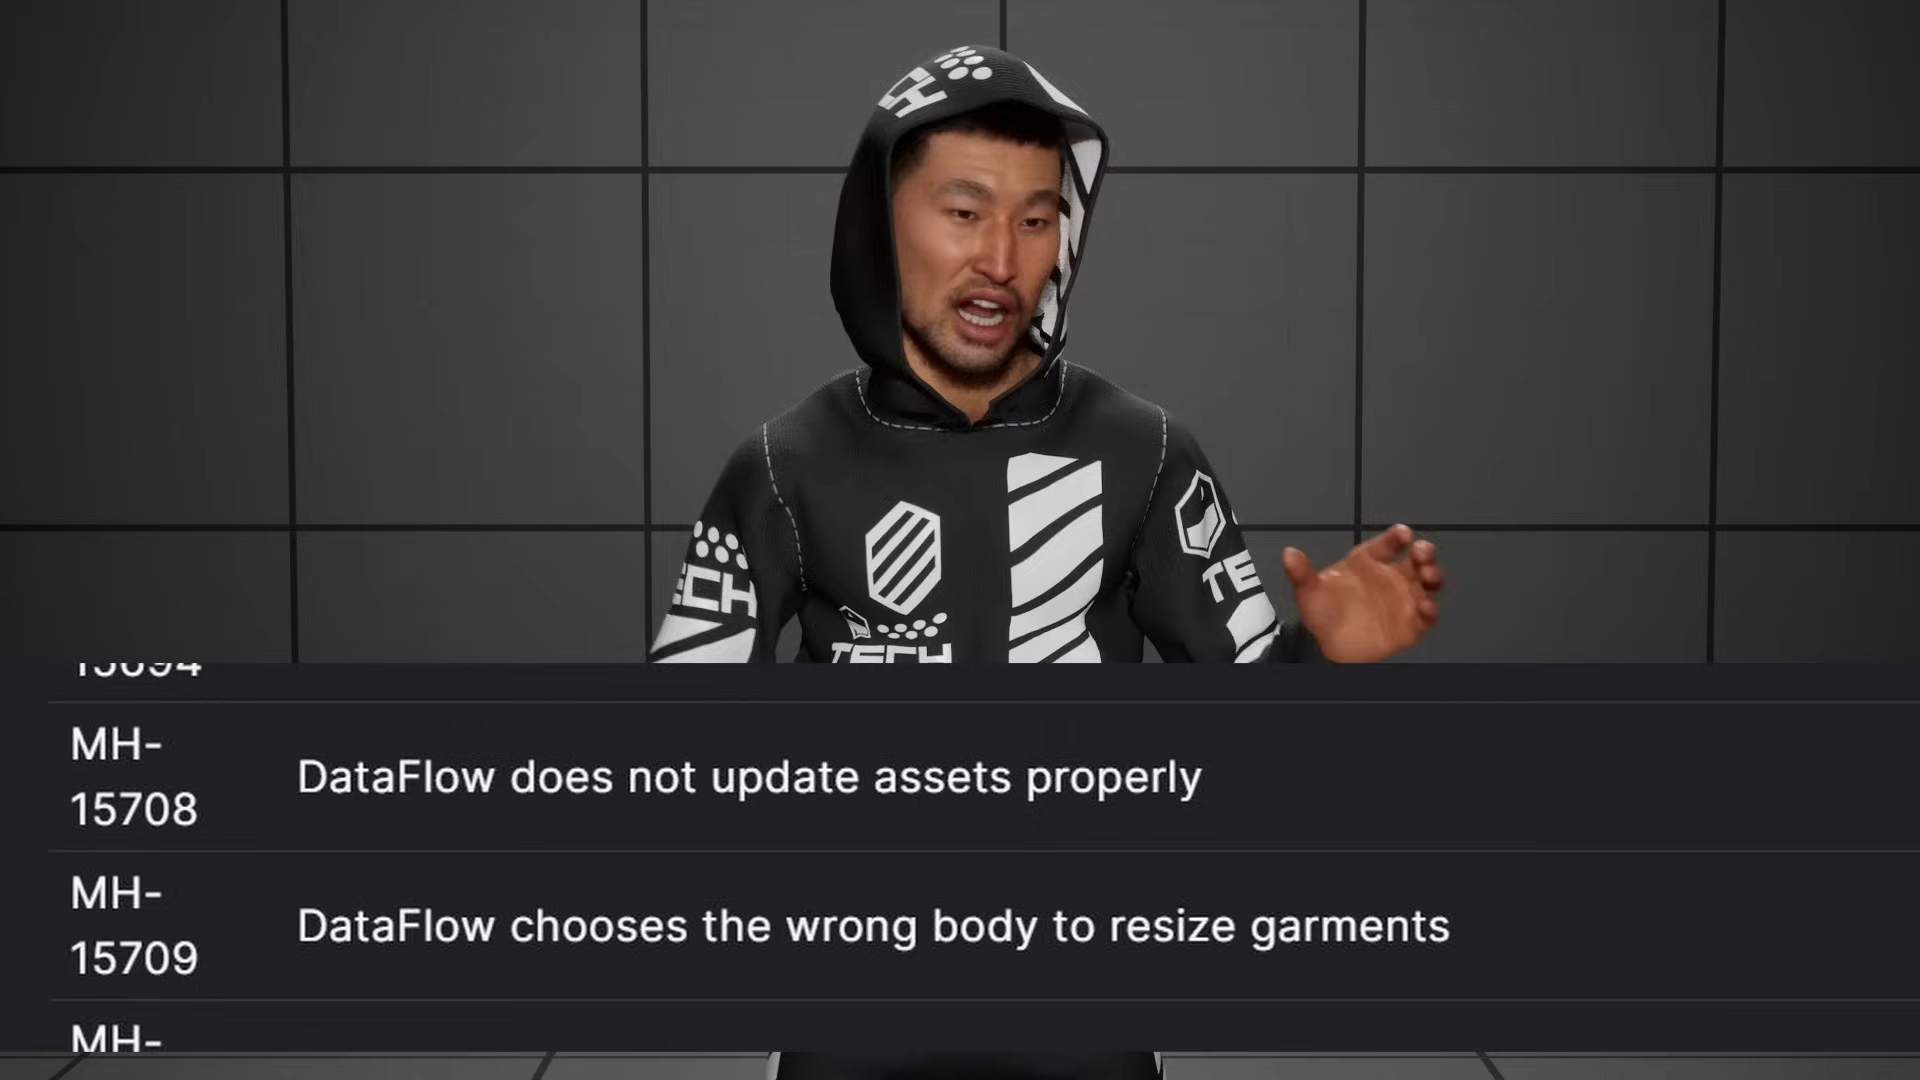 TECH
TE
TECH
15694
MH-
15708
DataFlow does not update assets properly
MH-
15709
DataFlow chooses the wrong body to resize garments
MH-